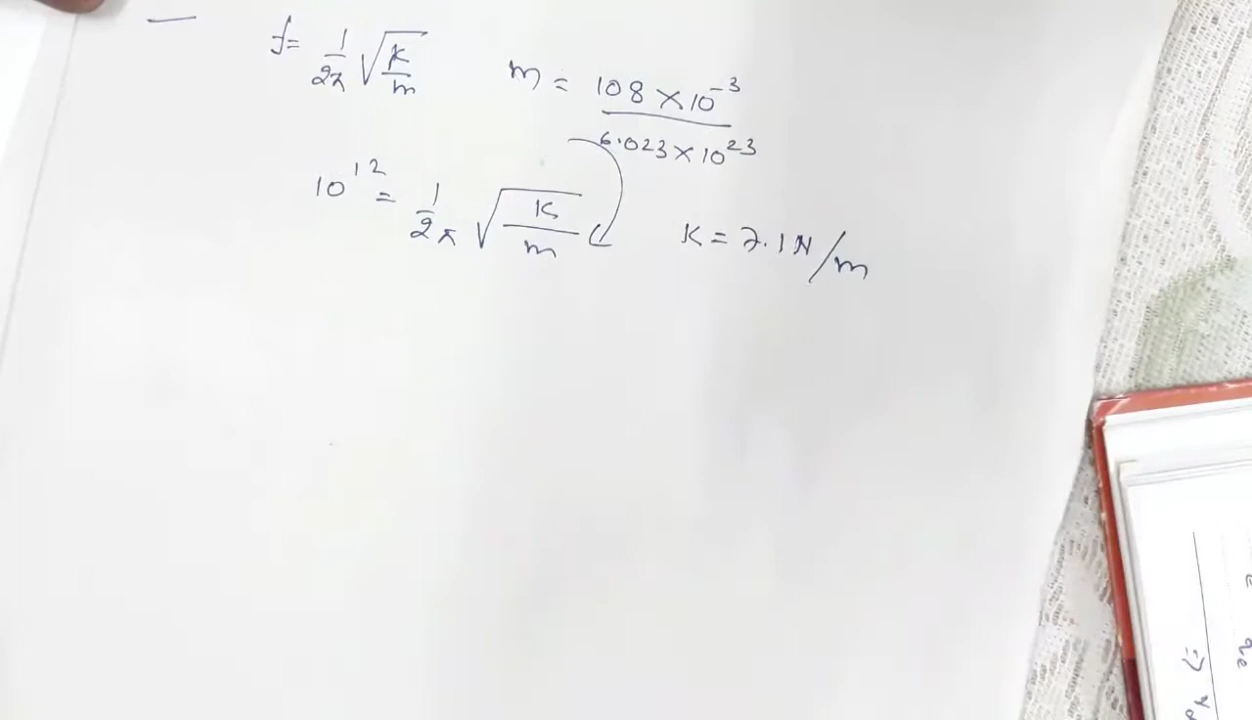 f = 1/2π √(K/m)
m = 108 × 10⁻³ / 6.023 × 10²³
10¹² = 1/2π √(K/m)
K = 7.1 N/m